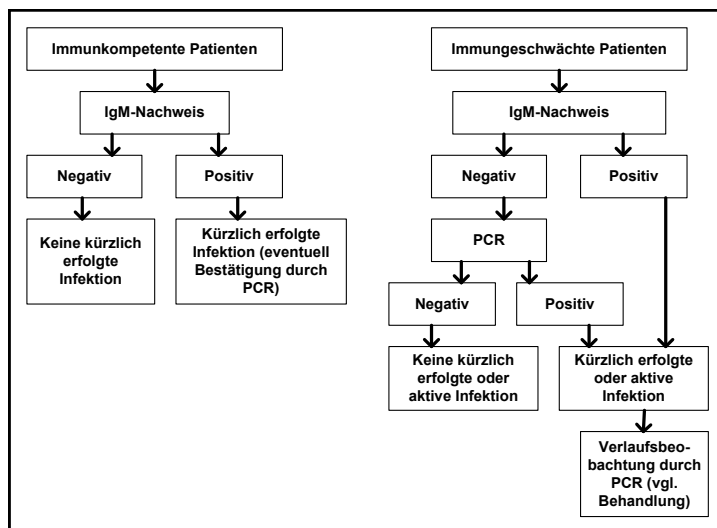 Immunkompetente Patienten
IgM-Nachweis
Negativ
Positiv
Keine kürzlich
erfolgte
Infektion
Kürzlich erfolgte
Infektion (eventuell
Bestätigung durch
PCR)
Immungeschwächte Patienten
IgM-Nachweis
Negativ
Positiv
PCR
Negativ
Positiv
Keine kürzlich
erfolgte oder
aktive Infektion
Kürzlich erfolgte
oder aktive
Infektion
Verlaufsbeo-
bachtung durch
PCR (vgl.
Behandlung)